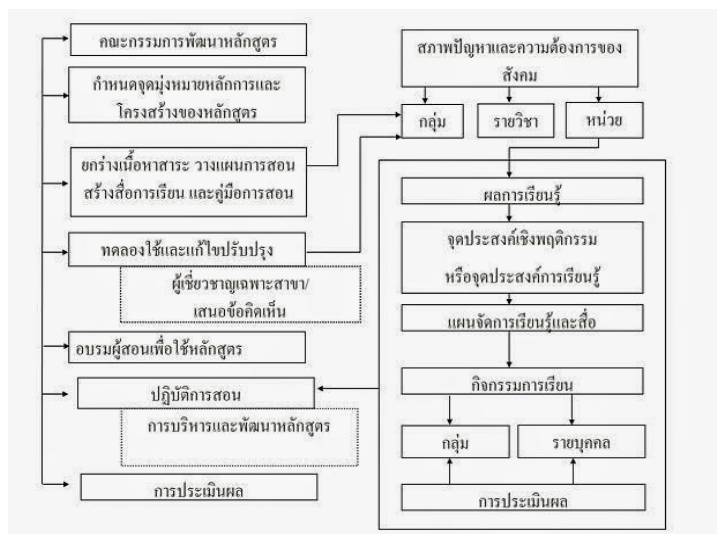 คณะกรรมการพัฒนาหลักสูตร
กำหนดจุดมุ่งหมายหลักการและ
โครงสร้างของหลักสูตร
ยกร่างเนื้อหาสาระ วางแผนการสอน
สร้างสื่อการเรียน และคู่มือการสอน
ทดลองใช้และแก้ไขปรับปรุง
ผู้เชี่ยวชาญเฉพาะสาขา/
เสนอข้อคิดเห็น
อบรมผู้สอนเพื่อใช้หลักสูตร
ปฏิบัติการสอน
การบริหารและพัฒนาหลักสูตร
การประเมินผล
สภาพปัญหาและความต้องการของ
สังคม
กลุ่ม
รายวิชา
หน่วย
ผลการเรียนรู้
จุดประสงค์เชิงพฤติกรรม
หรือจุดประสงค์การเรียนรู้
แผนจัดการเรียนรู้และสื่อ
กิจกรรมการเรียน
กลุ่ม
รายบุคคล
การประเมินผล